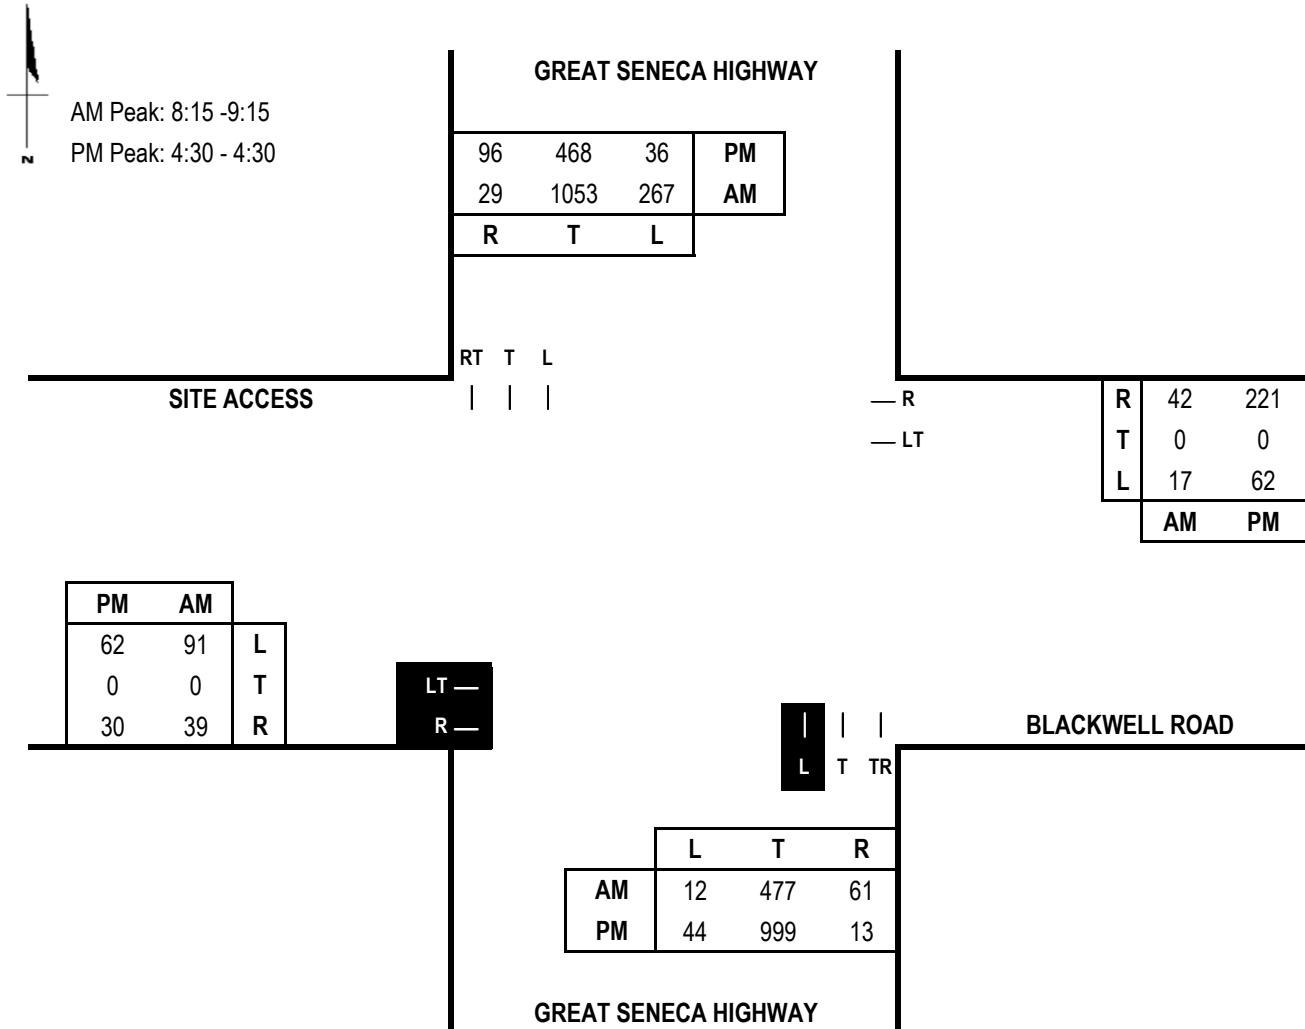 GREAT SENECA HIGHWAY
AM Peak: 8:15 -9:15
PM Peak: 4:30 - 4:30
N
96 468 36 PM
29 1053 267 AM
R T L
RT T L
SITE ACCESS
R
LT
R 42 221
T 0 0
L 17 62
AM PM
PM AM
62 91 L
0 0 T
30 39 R
LT
R
BLACKWELL ROAD
L T TR
L T R
AM 12 477 61
PM 44 999 13
GREAT SENECA HIGHWAY